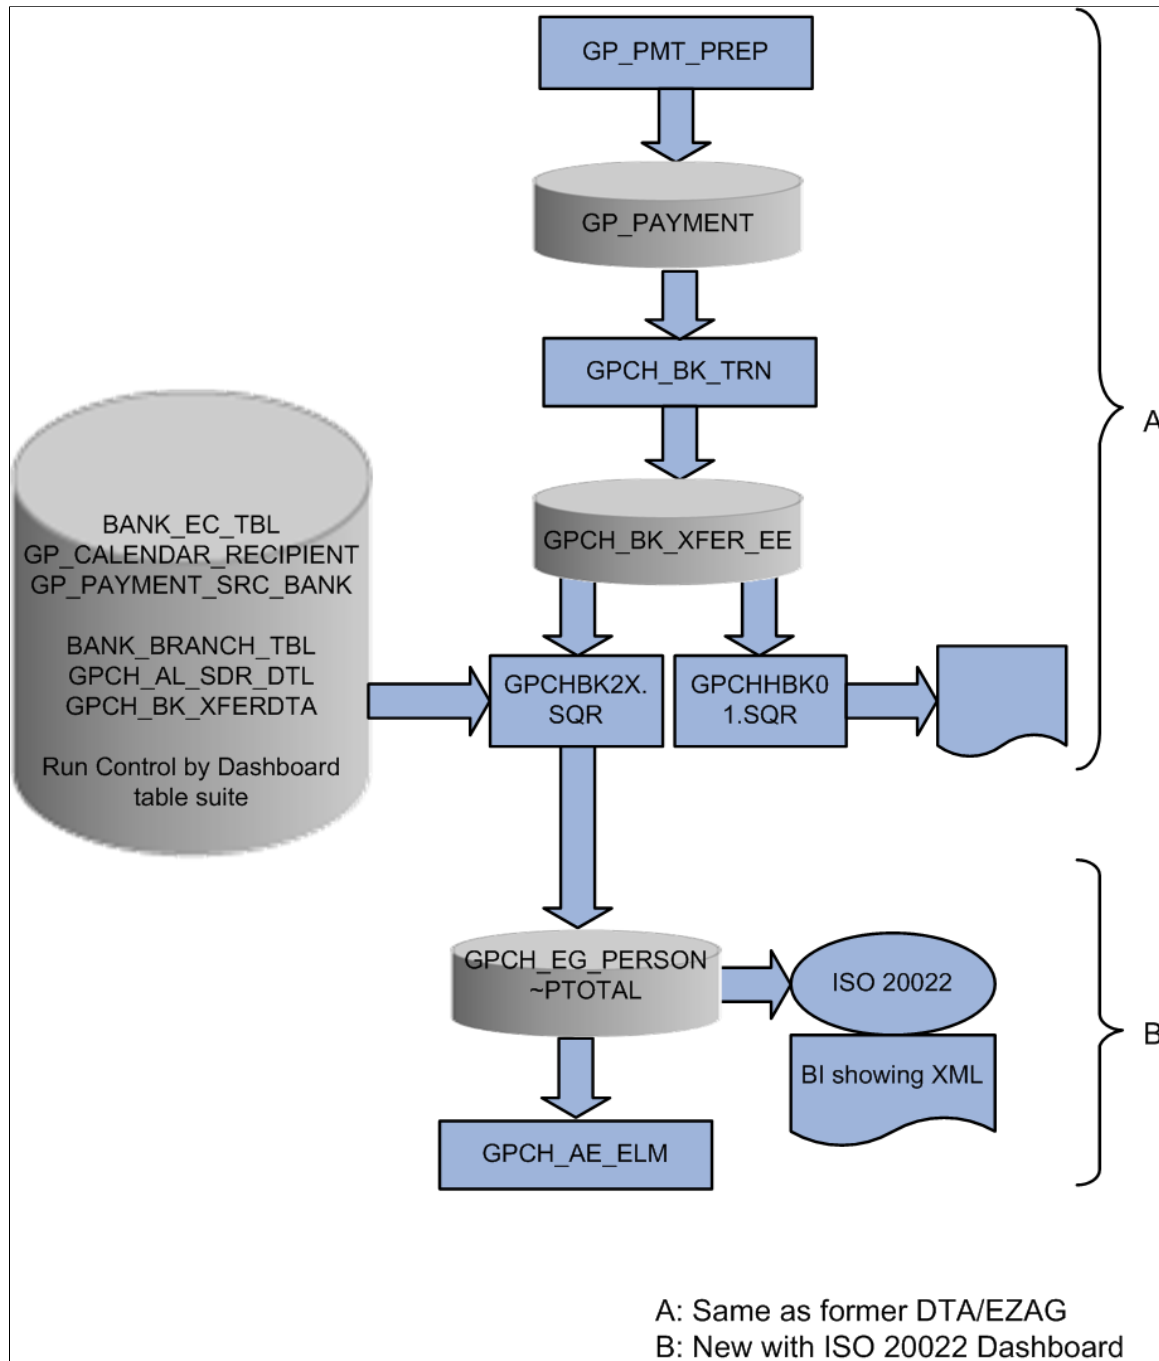 GP_PMT_PREP
GP_PAYMENT
GPCH_BK_TRN
A
GPCH_BK_XFER_EE
BANK_EC_TBL
GP_CALENDAR_RECIPIENT
GP_PAYMENT_SRC_BANK
BANK_BRANCH_TBL
GPCH_AL_SDR_DTL
GPCH_BK_XFERDTA
Run Control by Dashboard
table suite
GPCHBK2X.
SQR
GPCHHBK0
1.SQR
GPCH_EG_PERSON
~PTOTAL
ISO 20022
BI showing XML
B
GPCH_AE_ELM
A: Same as former DTA/EZAG
B: New with ISO 20022 Dashboard